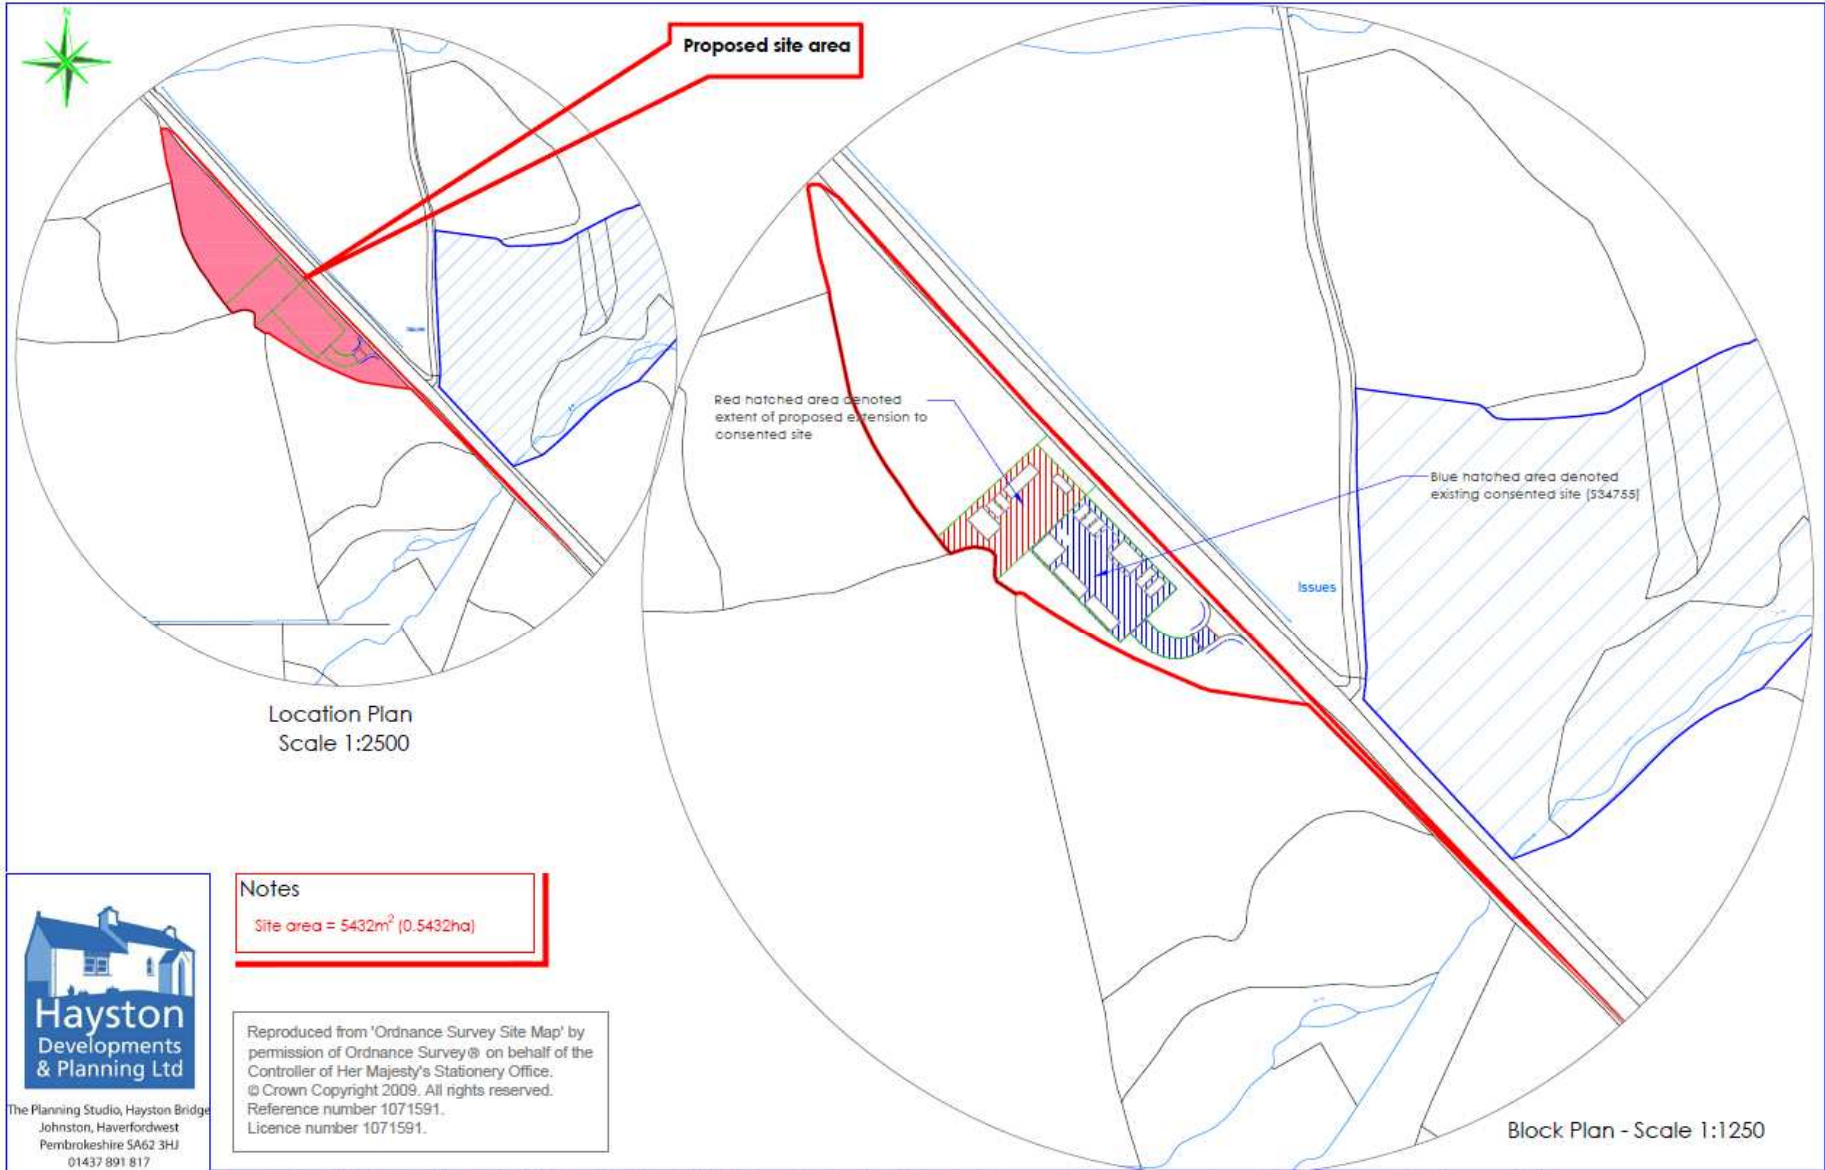 N
Proposed site area
Red hatched area denoted
extent of proposed extension to
consented site
Blue hatched area denoted
existing consented site (S34755)
Issues
Location Plan
Scale 1:2500
Notes
Site area = 5432m² (0.5432ha)
Hayston
Developments
& Planning Ltd
The Planning Studio, Hayston Bridge
Johnston, Haverfordwest
Pembrokeshire SA62 3HJ
01437 891 817
Reproduced from 'Ordnance Survey Site Map' by
permission of Ordnance Survey® on behalf of the
Controller of Her Majesty's Stationery Office.
© Crown Copyright 2009. All rights reserved.
Reference number 1071591.
Licence number 1071591.
Block Plan - Scale 1:1250